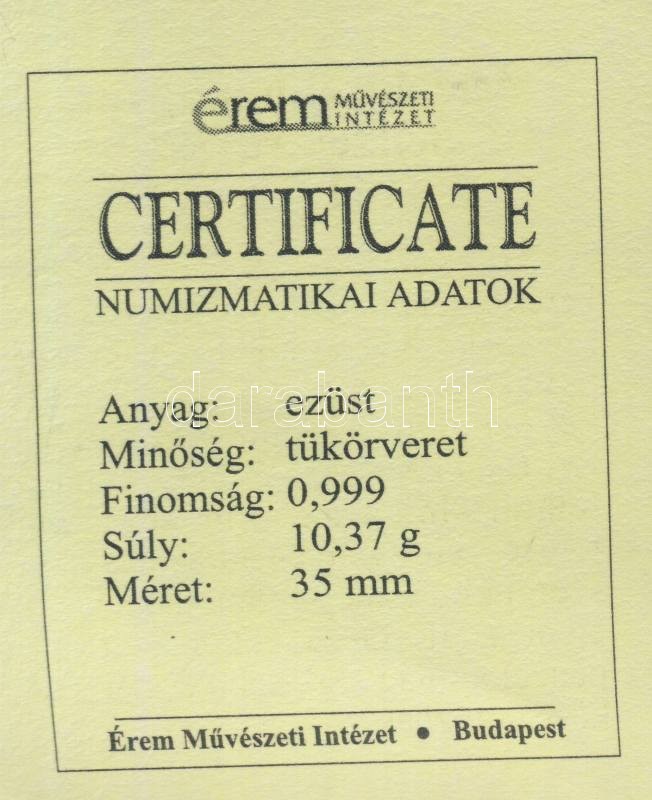 érem MŰVÉSZETI
INTÉZET
CERTIFICATE
NUMIZMATIKAI ADATOK
darabanth
Anyag: ezüst
Minőség: tükörveret
Finomság: 0,999
Súly: 10,37 g
Méret: 35 mm
Érem Művészeti Intézet • Budapest